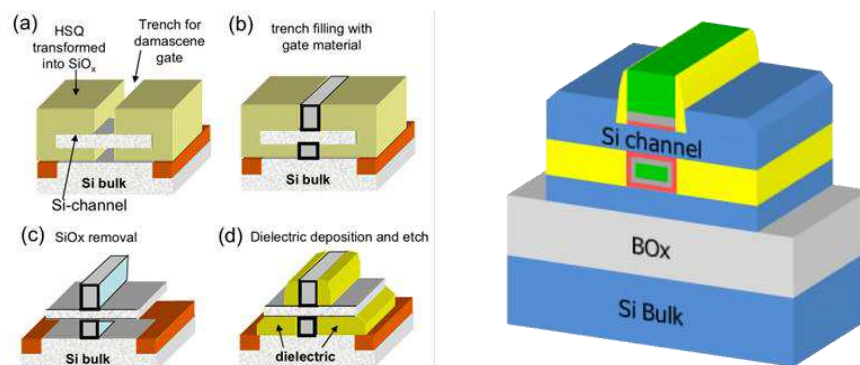 (a)
HSQ
transformed
into SiOx
Trench for
damascene
gate
Si bulk
Si-channel
(b)
trench filling with
gate material
Si bulk
(c)
SiOx removal
Si bulk
(d)
Dielectric deposition and etch
dielectric
Si channel
BOx
Si Bulk